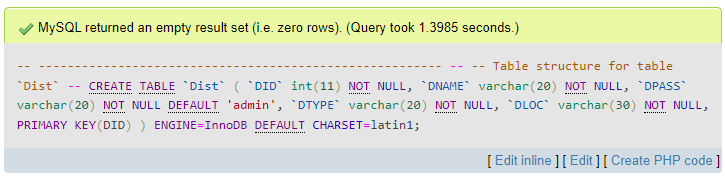 MySQL returned an empty result set (i.e. zero rows). (Query took 1.3985 seconds.)
-- -------------------------------------------------------- -- -- Table structure for table
`Dist` -- CREATE TABLE `Dist` ( `DID` int(11) NOT NULL, `DNAME` varchar(20) NOT NULL, `DPASS`
varchar(20) NOT NULL DEFAULT 'admin', `DTYPE` varchar(20) NOT NULL, `DLOC` varchar(30) NOT NULL,
PRIMARY KEY(DID) ) ENGINE=InnoDB DEFAULT CHARSET=latin1;
[ Edit inline ] [ Edit ] [ Create PHP code ]